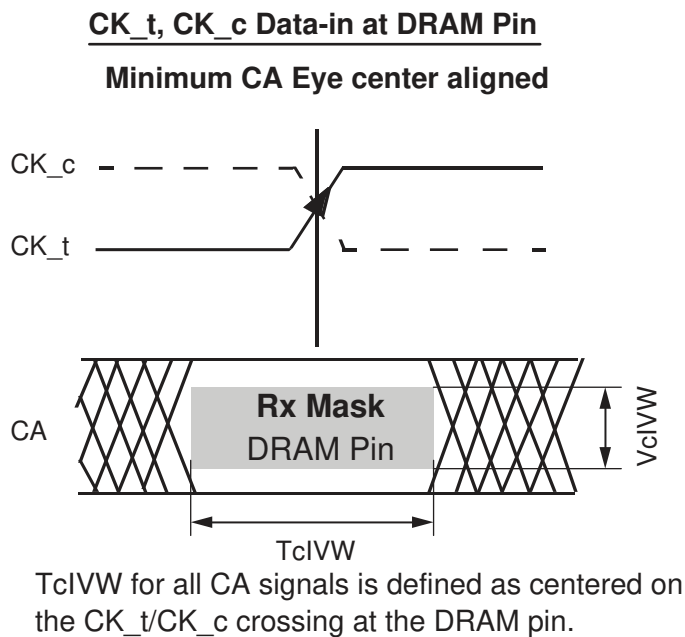 CK_t, CK_c Data-in at DRAM Pin
Minimum CA Eye center aligned
CK_c
CK_t
CA
Rx Mask
DRAM Pin
VcIVW
TcIVW
TcIVW for all CA signals is defined as centered on
the CK_t/CK_c crossing at the DRAM pin.